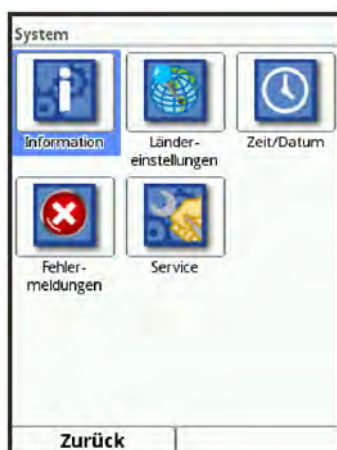 System
Information
Länder-
einstellungen
Zeit/Datum
Fehler-
meldungen
Service
Zurück